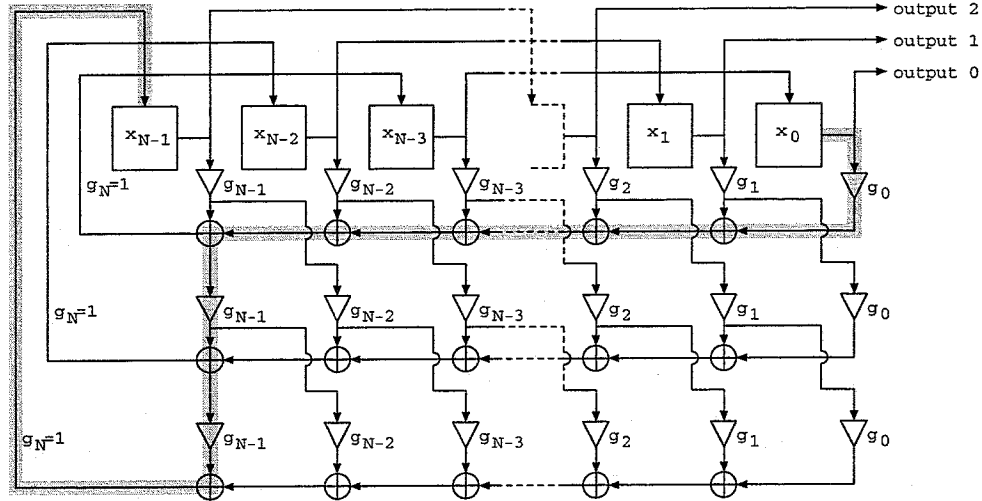 output 2
output 1
output 0
x_{N-1} x_{N-2} x_{N-3} x_1 x_0
g_N=1 g_{N-1} g_{N-2} g_{N-3} g_2 g_1 g_0
g_N=1 g_{N-1} g_{N-2} g_{N-3} g_2 g_1 g_0
g_N=1 g_{N-1} g_{N-2} g_{N-3} g_2 g_1 g_0